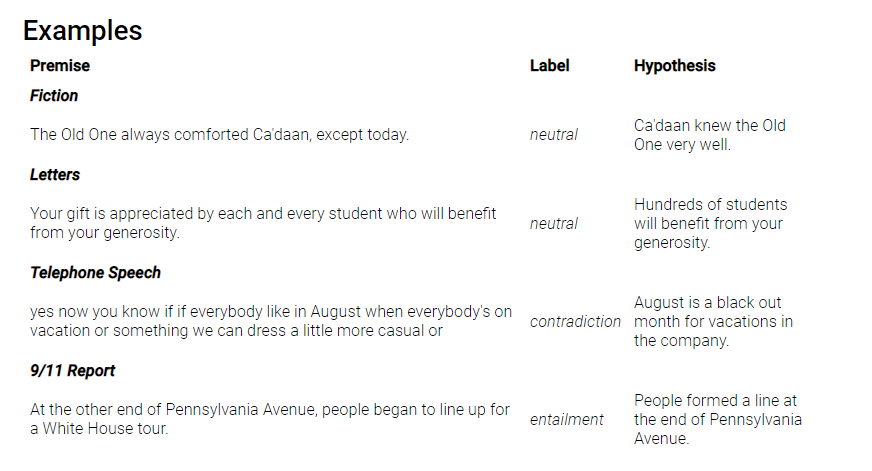 Examples
Premise Label Hypothesis
Fiction
The Old One always comforted Ca'daan, except today.
neutral
Ca'daan knew the Old
One very well.
Letters
Your gift is appreciated by each and every student who will benefit
from your generosity.
neutral
Hundreds of students
will benefit from your
generosity.
Telephone Speech
yes now you know if if everybody like in August when everybody's on
vacation or something we can dress a little more casual or
contradiction
August is a black out
month for vacations in
the company.
9/11 Report
At the other end of Pennsylvania Avenue, people began to line up for
a White House tour.
entailment
People formed a line at
the end of Pennsylvania
Avenue.